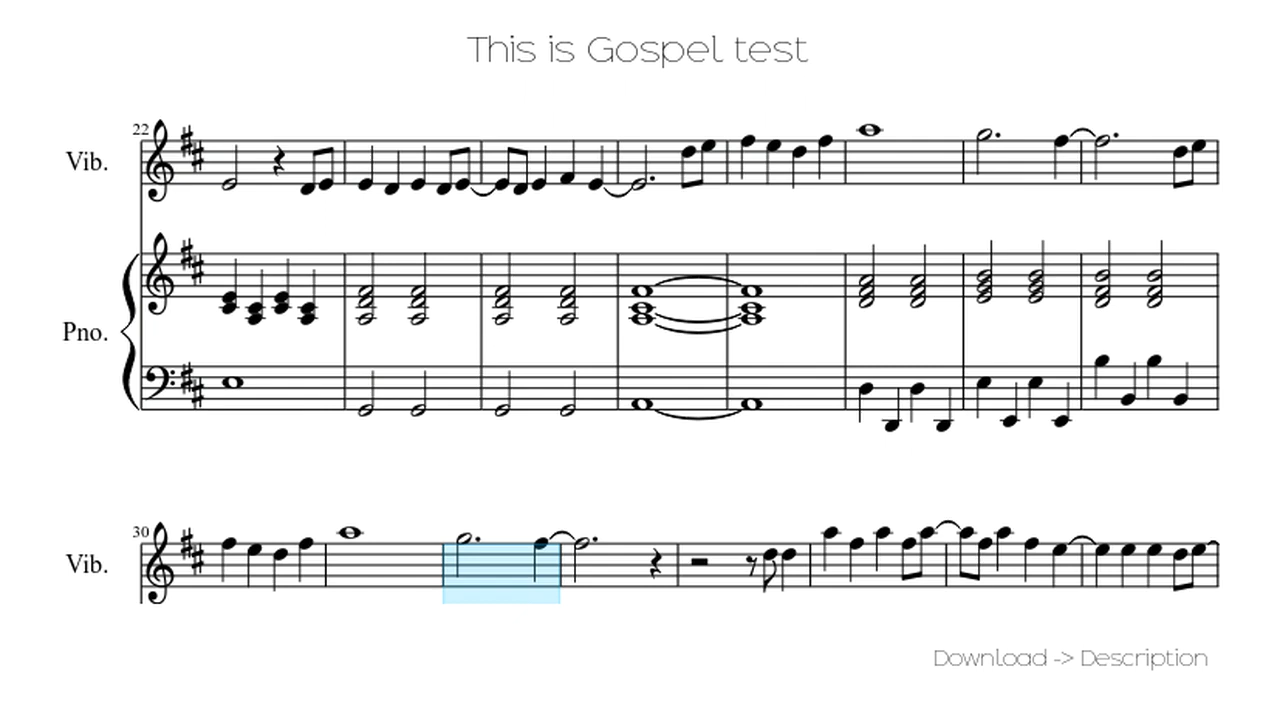 This is Gospel test
22
Vib.
Pno.
30
Vib.
Download -> Description